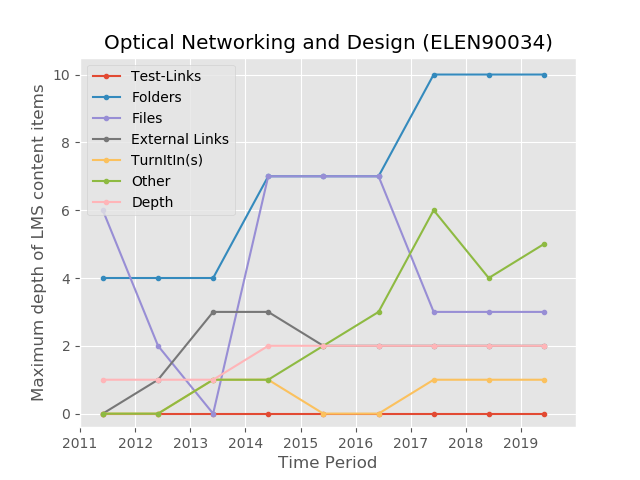 Optical Networking and Design (ELEN90034)
Maximum depth of LMS content items
10
8
6
4
2
0
Test-Links
Folders
Files
External Links
TurnItIn(s)
Other
Depth
2011 2012 2013 2014 2015 2016 2017 2018 2019
Time Period